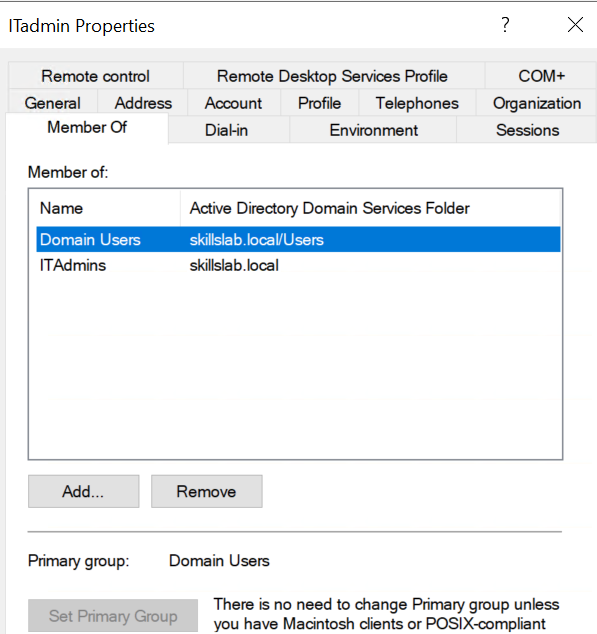 ITadmin Properties ?
Remote control Remote Desktop Services Profile COM+
General Address Account Profile Telephones Organization
Member Of Dial-in Environment Sessions
Member of:
Name Active Directory Domain Services Folder
Domain Users skillslab.local/Users
ITAdmins skillslab.local
Add... Remove
Primary group: Domain Users
Set Primary Group There is no need to change Primary group unless
you have Macintosh clients or POSIX-compliant